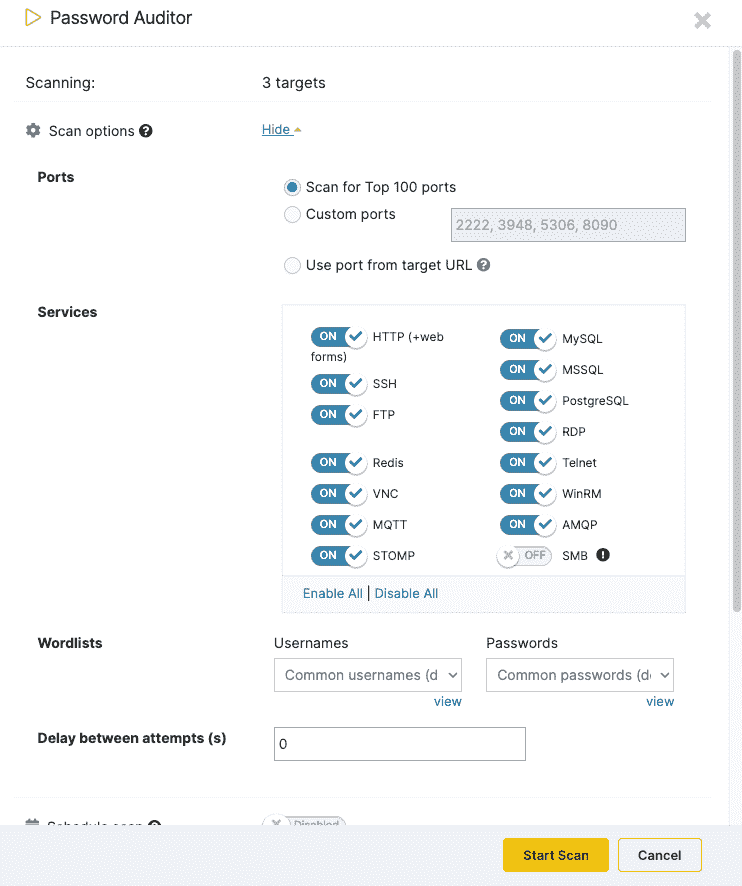 Password Auditor
Scanning: 3 targets
Scan options Hide
Ports
Scan for Top 100 ports
Custom ports 2222, 3948, 5306, 8090
Use port from target URL
Services
ON HTTP (+web forms)
ON MySQL
ON SSH
ON MSSQL
ON FTP
ON PostgreSQL
ON RDP
ON Redis
ON Telnet
ON VNC
ON WinRM
ON MQTT
ON AMQP
ON STOMP
OFF SMB
Enable All | Disable All
Wordlists
Usernames Passwords
Common usernames (d Common passwords (de
view view
Delay between attempts (s) 0
Schedule scan Disabled
Start Scan Cancel